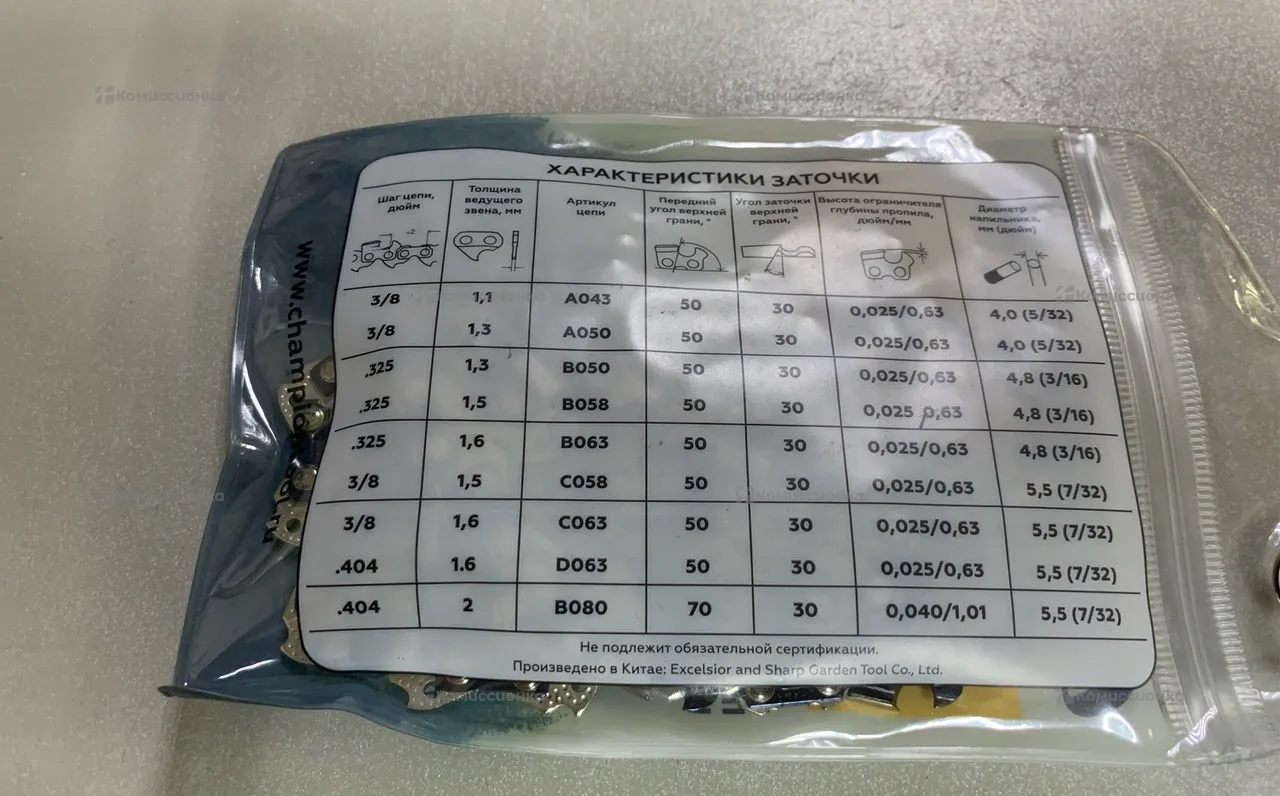 ХАРАКТЕРИСТИКИ ЗАТОЧКИ
Шаг цепи, дюйм
Толщина ведущего звена, мм
Артикул цепи
Передний угол верхней грани, °
Угол заточки верхней грани, °
Высота ограничителя глубины пропила, дюйм/мм
Диаметр напильника, мм (дюйм)
3/8 1,1 A043 50 30 0,025/0,63 4,0 (5/32)
3/8 1,3 A050 50 30 0,025/0,63 4,0 (5/32)
.325 1,3 B050 50 30 0,025/0,63 4,8 (3/16)
.325 1,5 B058 50 30 0,025/0,63 4,8 (3/16)
.325 1,6 B063 50 30 0,025/0,63 4,8 (3/16)
3/8 1,5 C058 50 30 0,025/0,63 5,5 (7/32)
3/8 1,6 C063 50 30 0,025/0,63 5,5 (7/32)
.404 1.6 D063 50 30 0,025/0,63 5,5 (7/32)
.404 2 B080 70 30 0,040/1,01 5,5 (7/32)
Не подлежит обязательной сертификации.
Произведено в Китае: Excelsior and Sharp Garden Tool Co., Ltd.
Комиссионка
Комиссионка
Комиссионка
Комиссионка
Комиссионка
Комиссионка
Комиссионка